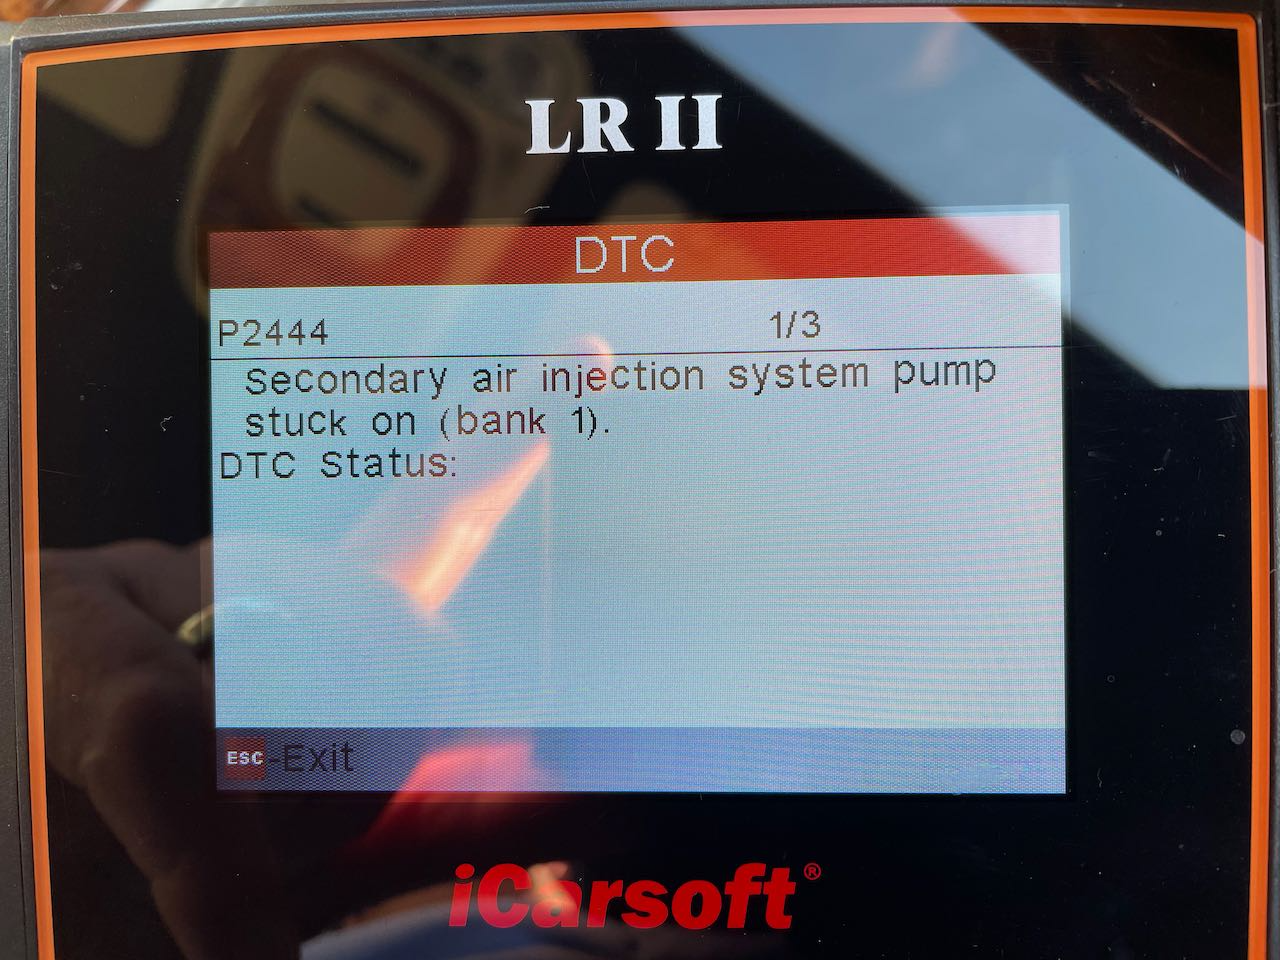 LR II
DTC
P2444 1/3
Secondary air injection system pump
stuck on (bank 1).
DTC Status:
ESC-Exit
iCarsoft®